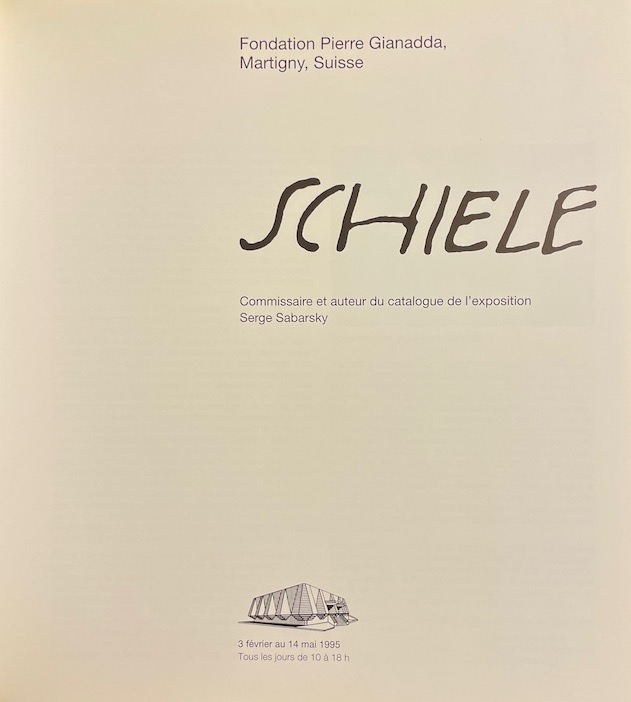 Fondation Pierre Gianadda,
Martigny, Suisse
SCHIELE
Commissaire et auteur du catalogue de l'exposition
Serge Sabarsky
3 février au 14 mai 1995
Tous les jours de 10 à 18 h